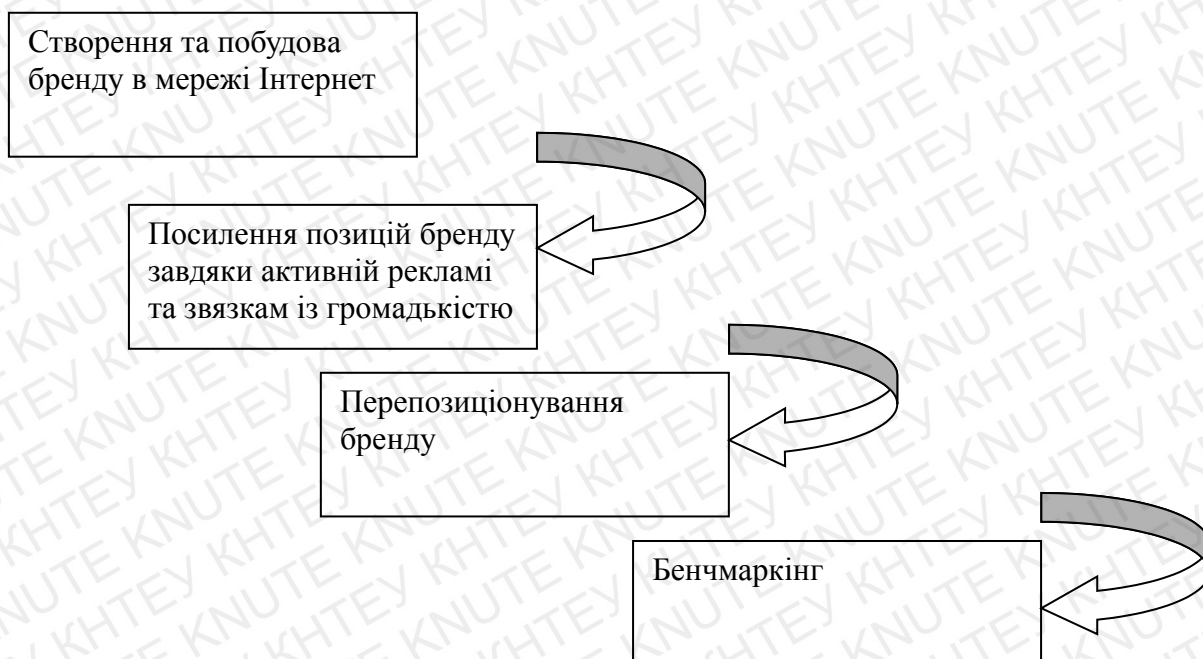 Створення та побудова
бренду в мережі Інтернет
Посилення позицій бренду
завдяки активній рекламі
та звязкам із громадькістю
Перепозиціонування
бренду
Бенчмаркінг